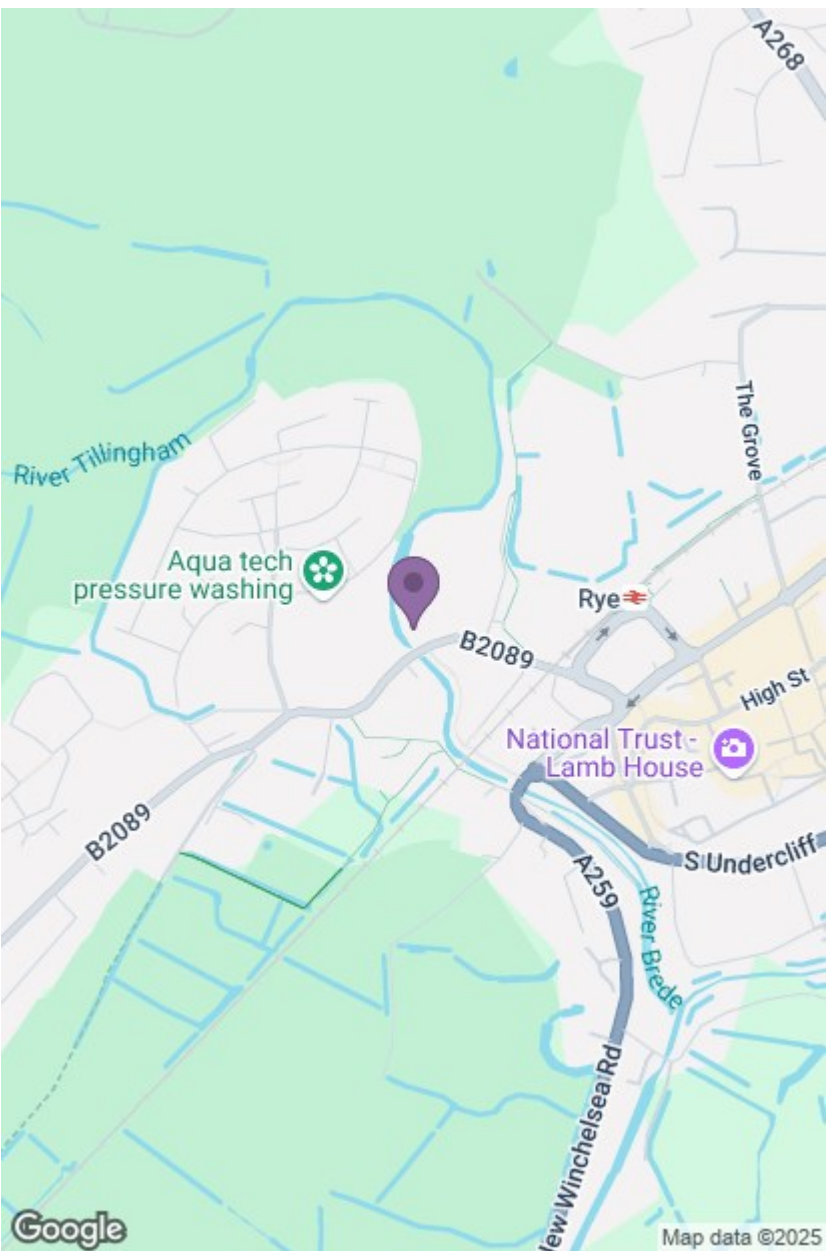 A268
River Tillingham
The Grove
Aqua tech
pressure washing
Rye
B2089
High St
National Trust -
Lamb House
B2089
S Undercliff
A259
River Brede
New Winchelsea Rd
Google
Map data ©2025